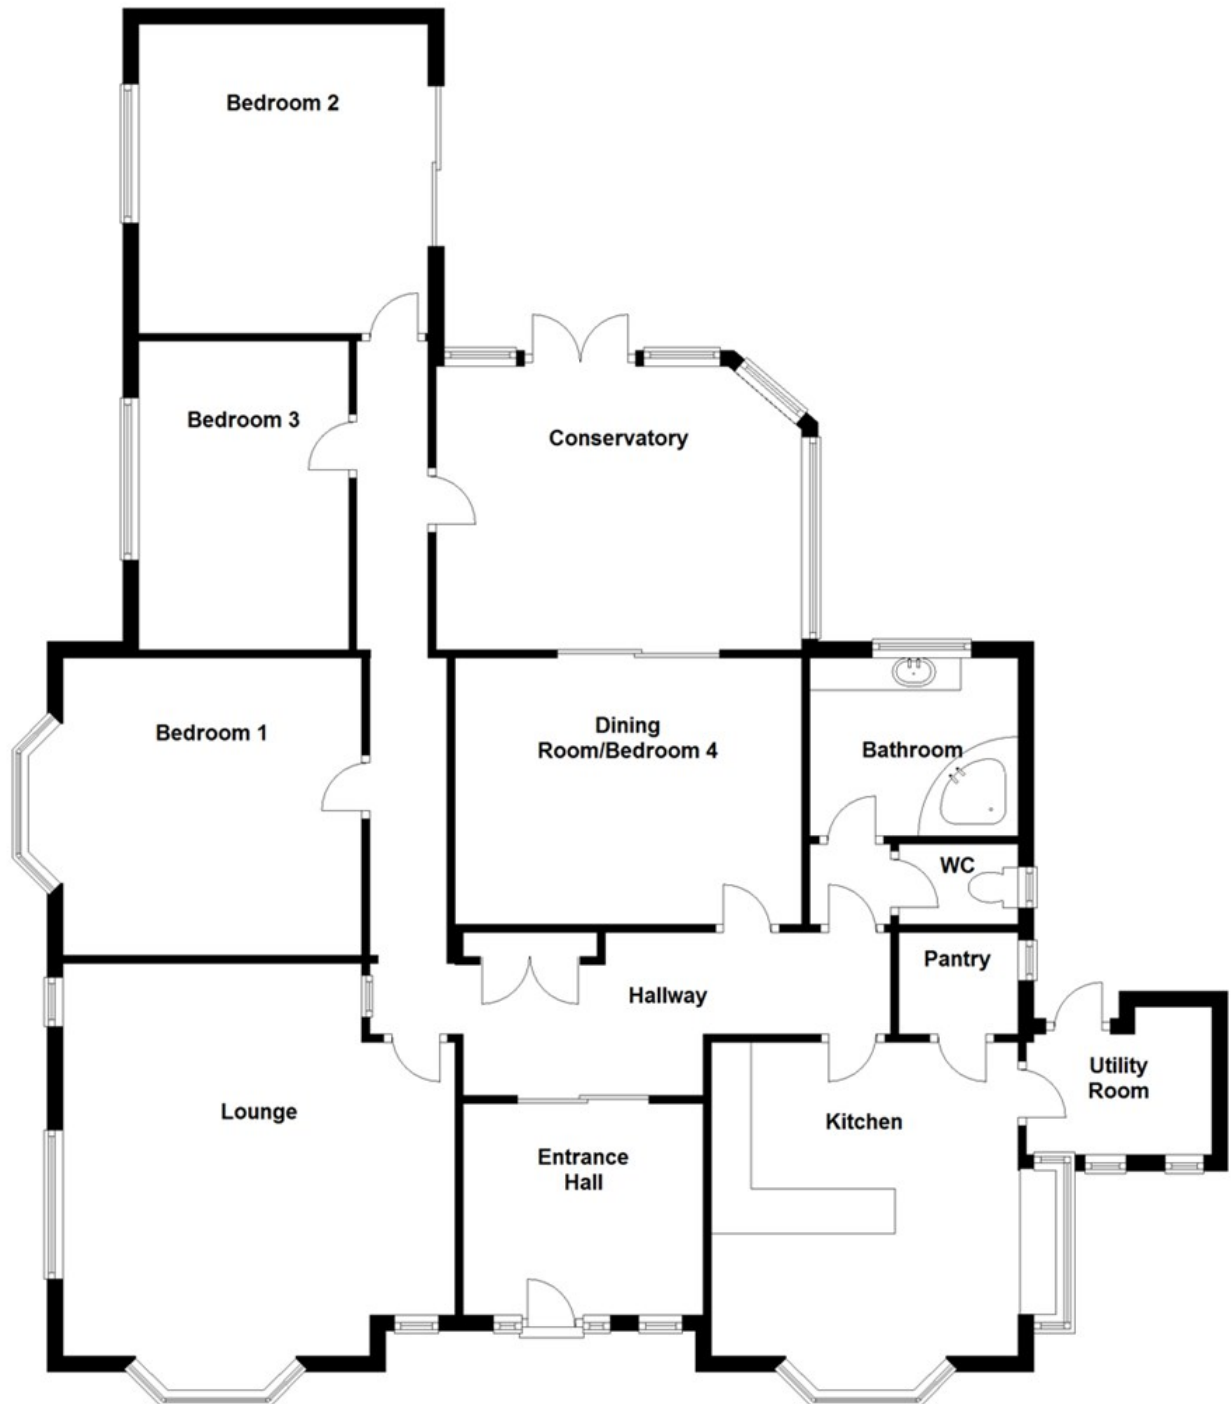 Bedroom 2
Bedroom 3
Conservatory
Bedroom 1
Dining
Room/Bedroom 4
Bathroom
WC
Pantry
Hallway
Utility
Room
Lounge
Kitchen
Entrance
Hall